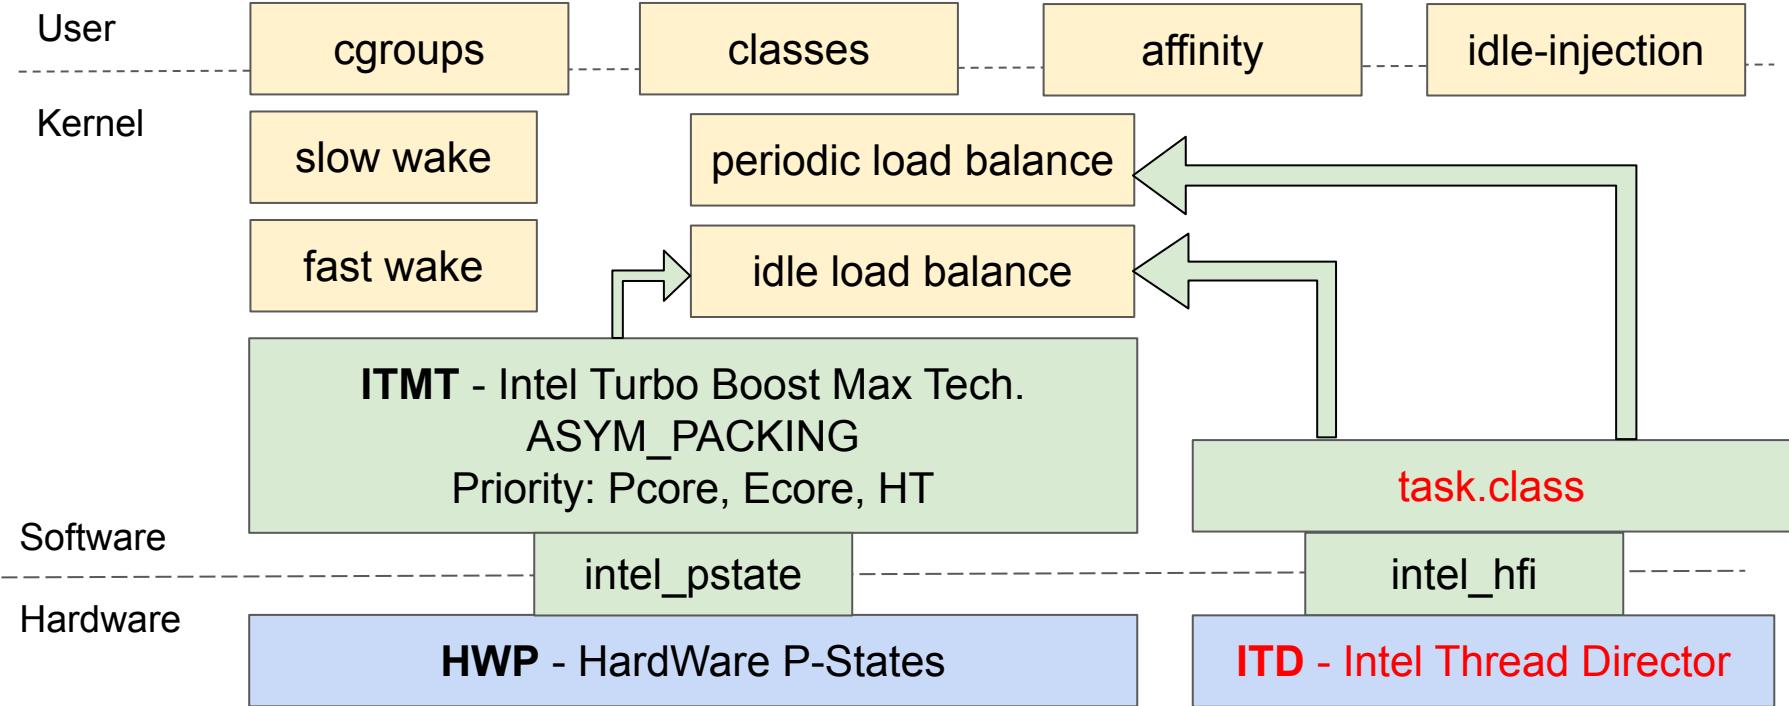 User
cgroups
classes
affinity
idle-injection
Kernel
slow wake
periodic load balance
fast wake
idle load balance
ITMT - Intel Turbo Boost Max Tech.
ASYM_PACKING
Priority: Pcore, Ecore, HT
task.class
Software
intel_pstate
intel_hfi
Hardware
HWP - HardWare P-States
ITD - Intel Thread Director